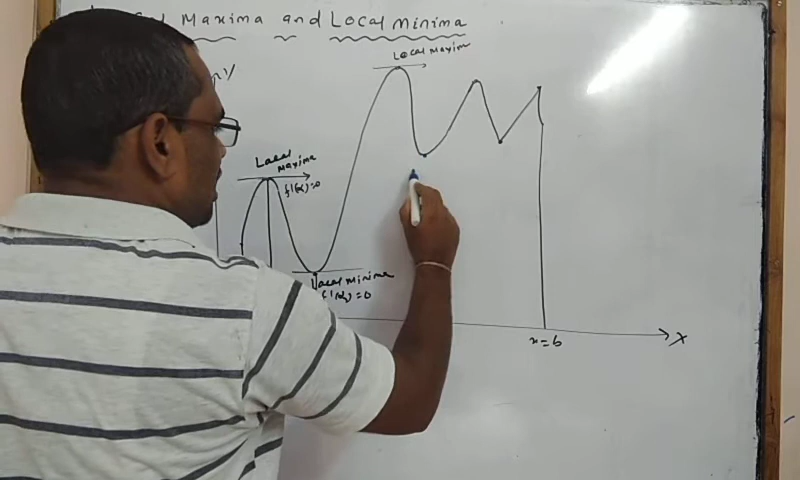 Maxima and Local Minima
Local Maxima
Local
Maxima
f'(x)=0
Local Minima
f'(x)=0
x=b
X